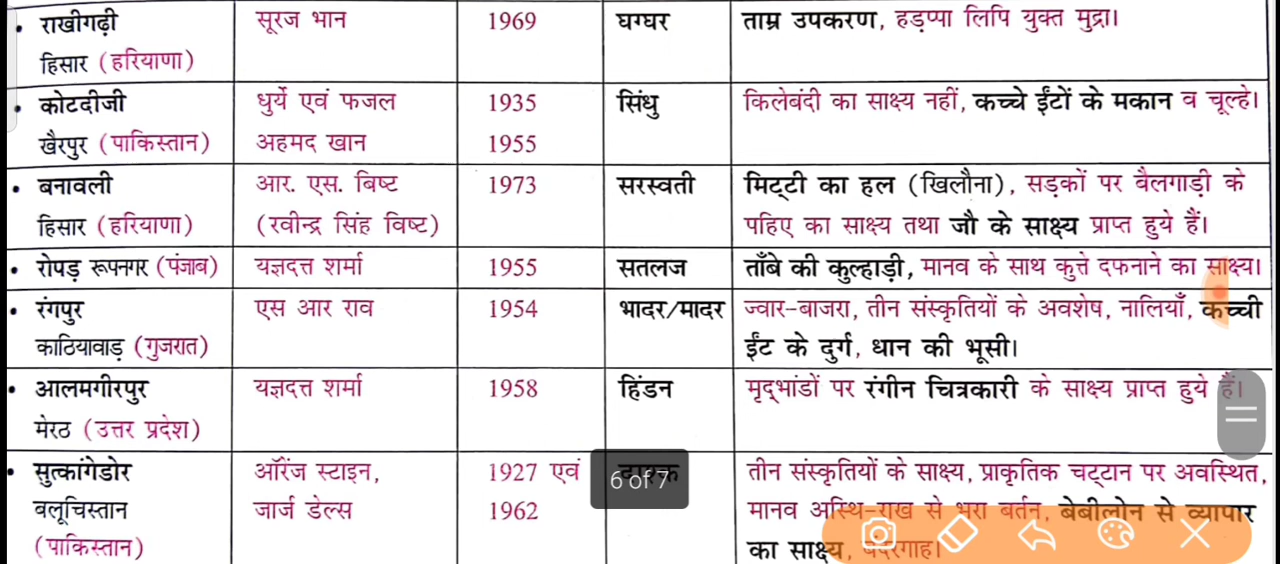 • राखीगढ़ी सूरज भान 1969 घग्घर ताम्र उपकरण, हड़प्पा लिपि युक्त मुद्रा।
हिसार (हरियाणा)
• कोटदीजी धुर्ये एवं फजल 1935 सिंधु किलेबंदी का साक्ष्य नहीं, कच्चे ईंटों के मकान व चूल्हे।
खैरपुर (पाकिस्तान) अहमद खान 1955
• बनावली आर. एस. बिष्ट 1973 सरस्वती मिट्टी का हल (खिलौना), सड़कों पर बैलगाड़ी के
हिसार (हरियाणा) (रवीन्द्र सिंह विष्ट) पहिए का साक्ष्य तथा जौ के साक्ष्य प्राप्त हुये हैं।
• रोपड़ रूपनगर (पंजाब) यज्ञदत्त शर्मा 1955 सतलज ताँबे की कुल्हाड़ी, मानव के साथ कुत्ते दफनाने का साक्ष्य।
• रंगपुर एस आर राव 1954 भादर/मादर ज्वार-बाजरा, तीन संस्कृतियों के अवशेष, नालियाँ, कच्ची
काठियावाड़ (गुजरात) ईंट के दुर्ग, धान की भूसी।
• आलमगीरपुर यज्ञदत्त शर्मा 1958 हिंडन मृद्भांडों पर रंगीन चित्रकारी के साक्ष्य प्राप्त हुये हैं।
मेरठ (उत्तर प्रदेश)
• सुत्कांगेडोर ऑरेंज स्टाइन, 1927 एवं तीन संस्कृतियों के साक्ष्य, प्राकृतिक चट्टान पर अवस्थित,
6 of 7
बलूचिस्तान जार्ज डेल्स 1962 मानव अस्थि-राख से भरा बर्तन, बेबीलोन से व्यापार
(पाकिस्तान) का साक्ष्य, बंदरगाह।